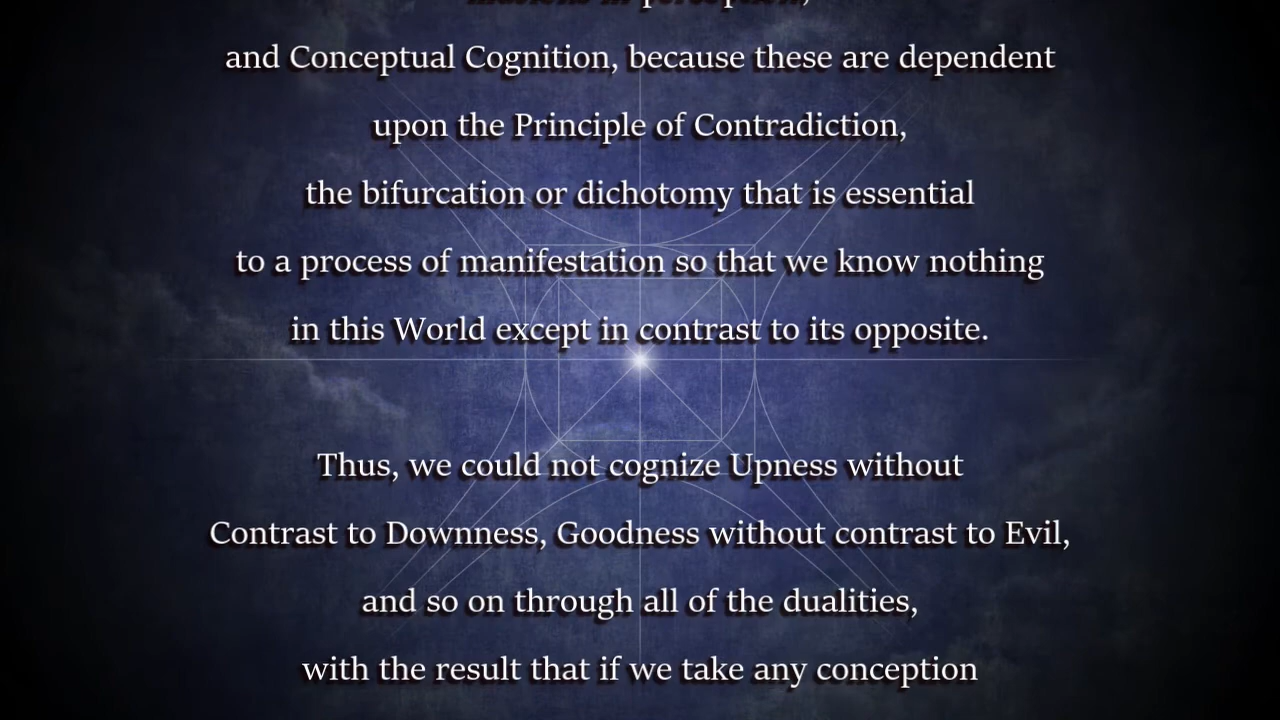 and Conceptual Cognition, because these are dependent
upon the Principle of Contradiction,
the bifurcation or dichotomy that is essential
to a process of manifestation so that we know nothing
in this World except in contrast to its opposite.
Thus, we could not cognize Upness without
Contrast to Downness, Goodness without contrast to Evil,
and so on through all of the dualities,
with the result that if we take any conception